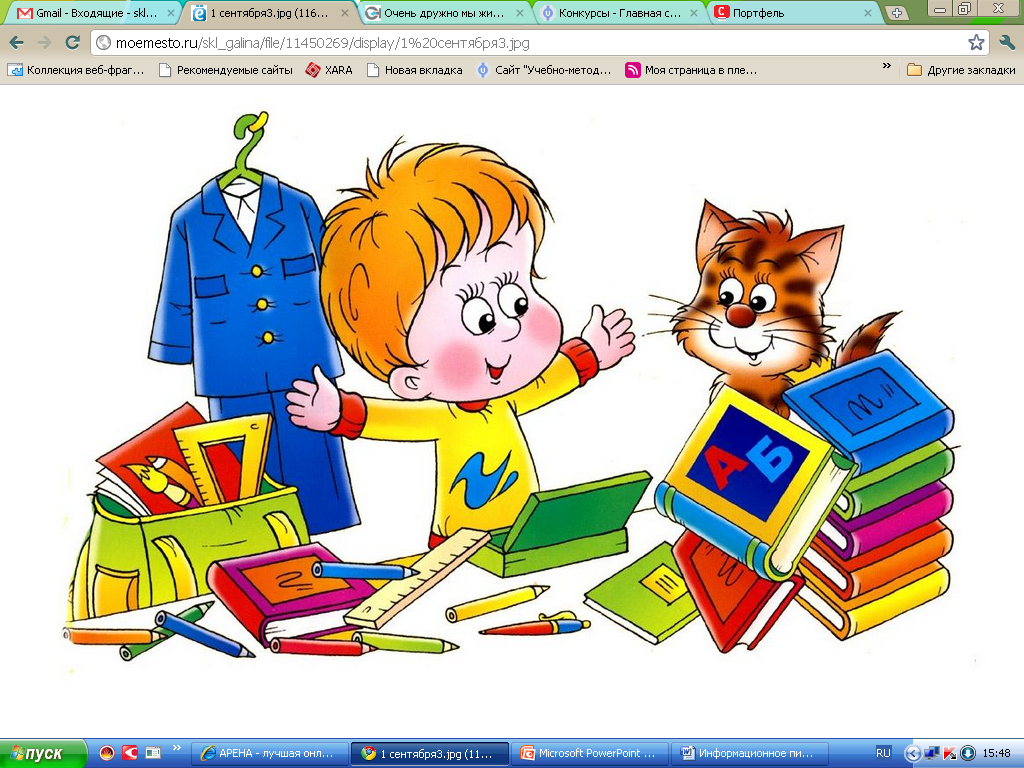 Gmail - Входящие - skl...
1 сентября3.jpg (116...
Очень дружно мы жи...
Конкурсы - Главная с...
Портфель
moemesto.ru/skl_galina/file/11450269/display/1%20сентября3.jpg
Коллекция веб-фраг...
Рекомендуемые сайты
XARA
Новая вкладка
Сайт "Учебно-метод...
Моя страница в пле...
»
Другие закладки
А Б
пуск
»
АРЕНА - лучшая онл...
1 сентября3.jpg (11...
Microsoft PowerPoint ...
Информационное пи...
RU
15:48